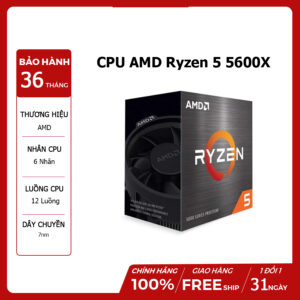 BẢO HÀNH
36
THÁNG
CPU AMD Ryzen 5 5600X
THƯƠNG HIỆU
AMD
NHÂN CPU
6 Nhân
LUỒNG CPU
12 Luồng
DÂY CHUYỀN
7nm
AMD
RYZEN
5
CHÍNH HÃNG
100%
GIAO HÀNG
FREE SHIP
1 ĐỔI 1
31 NGÀY